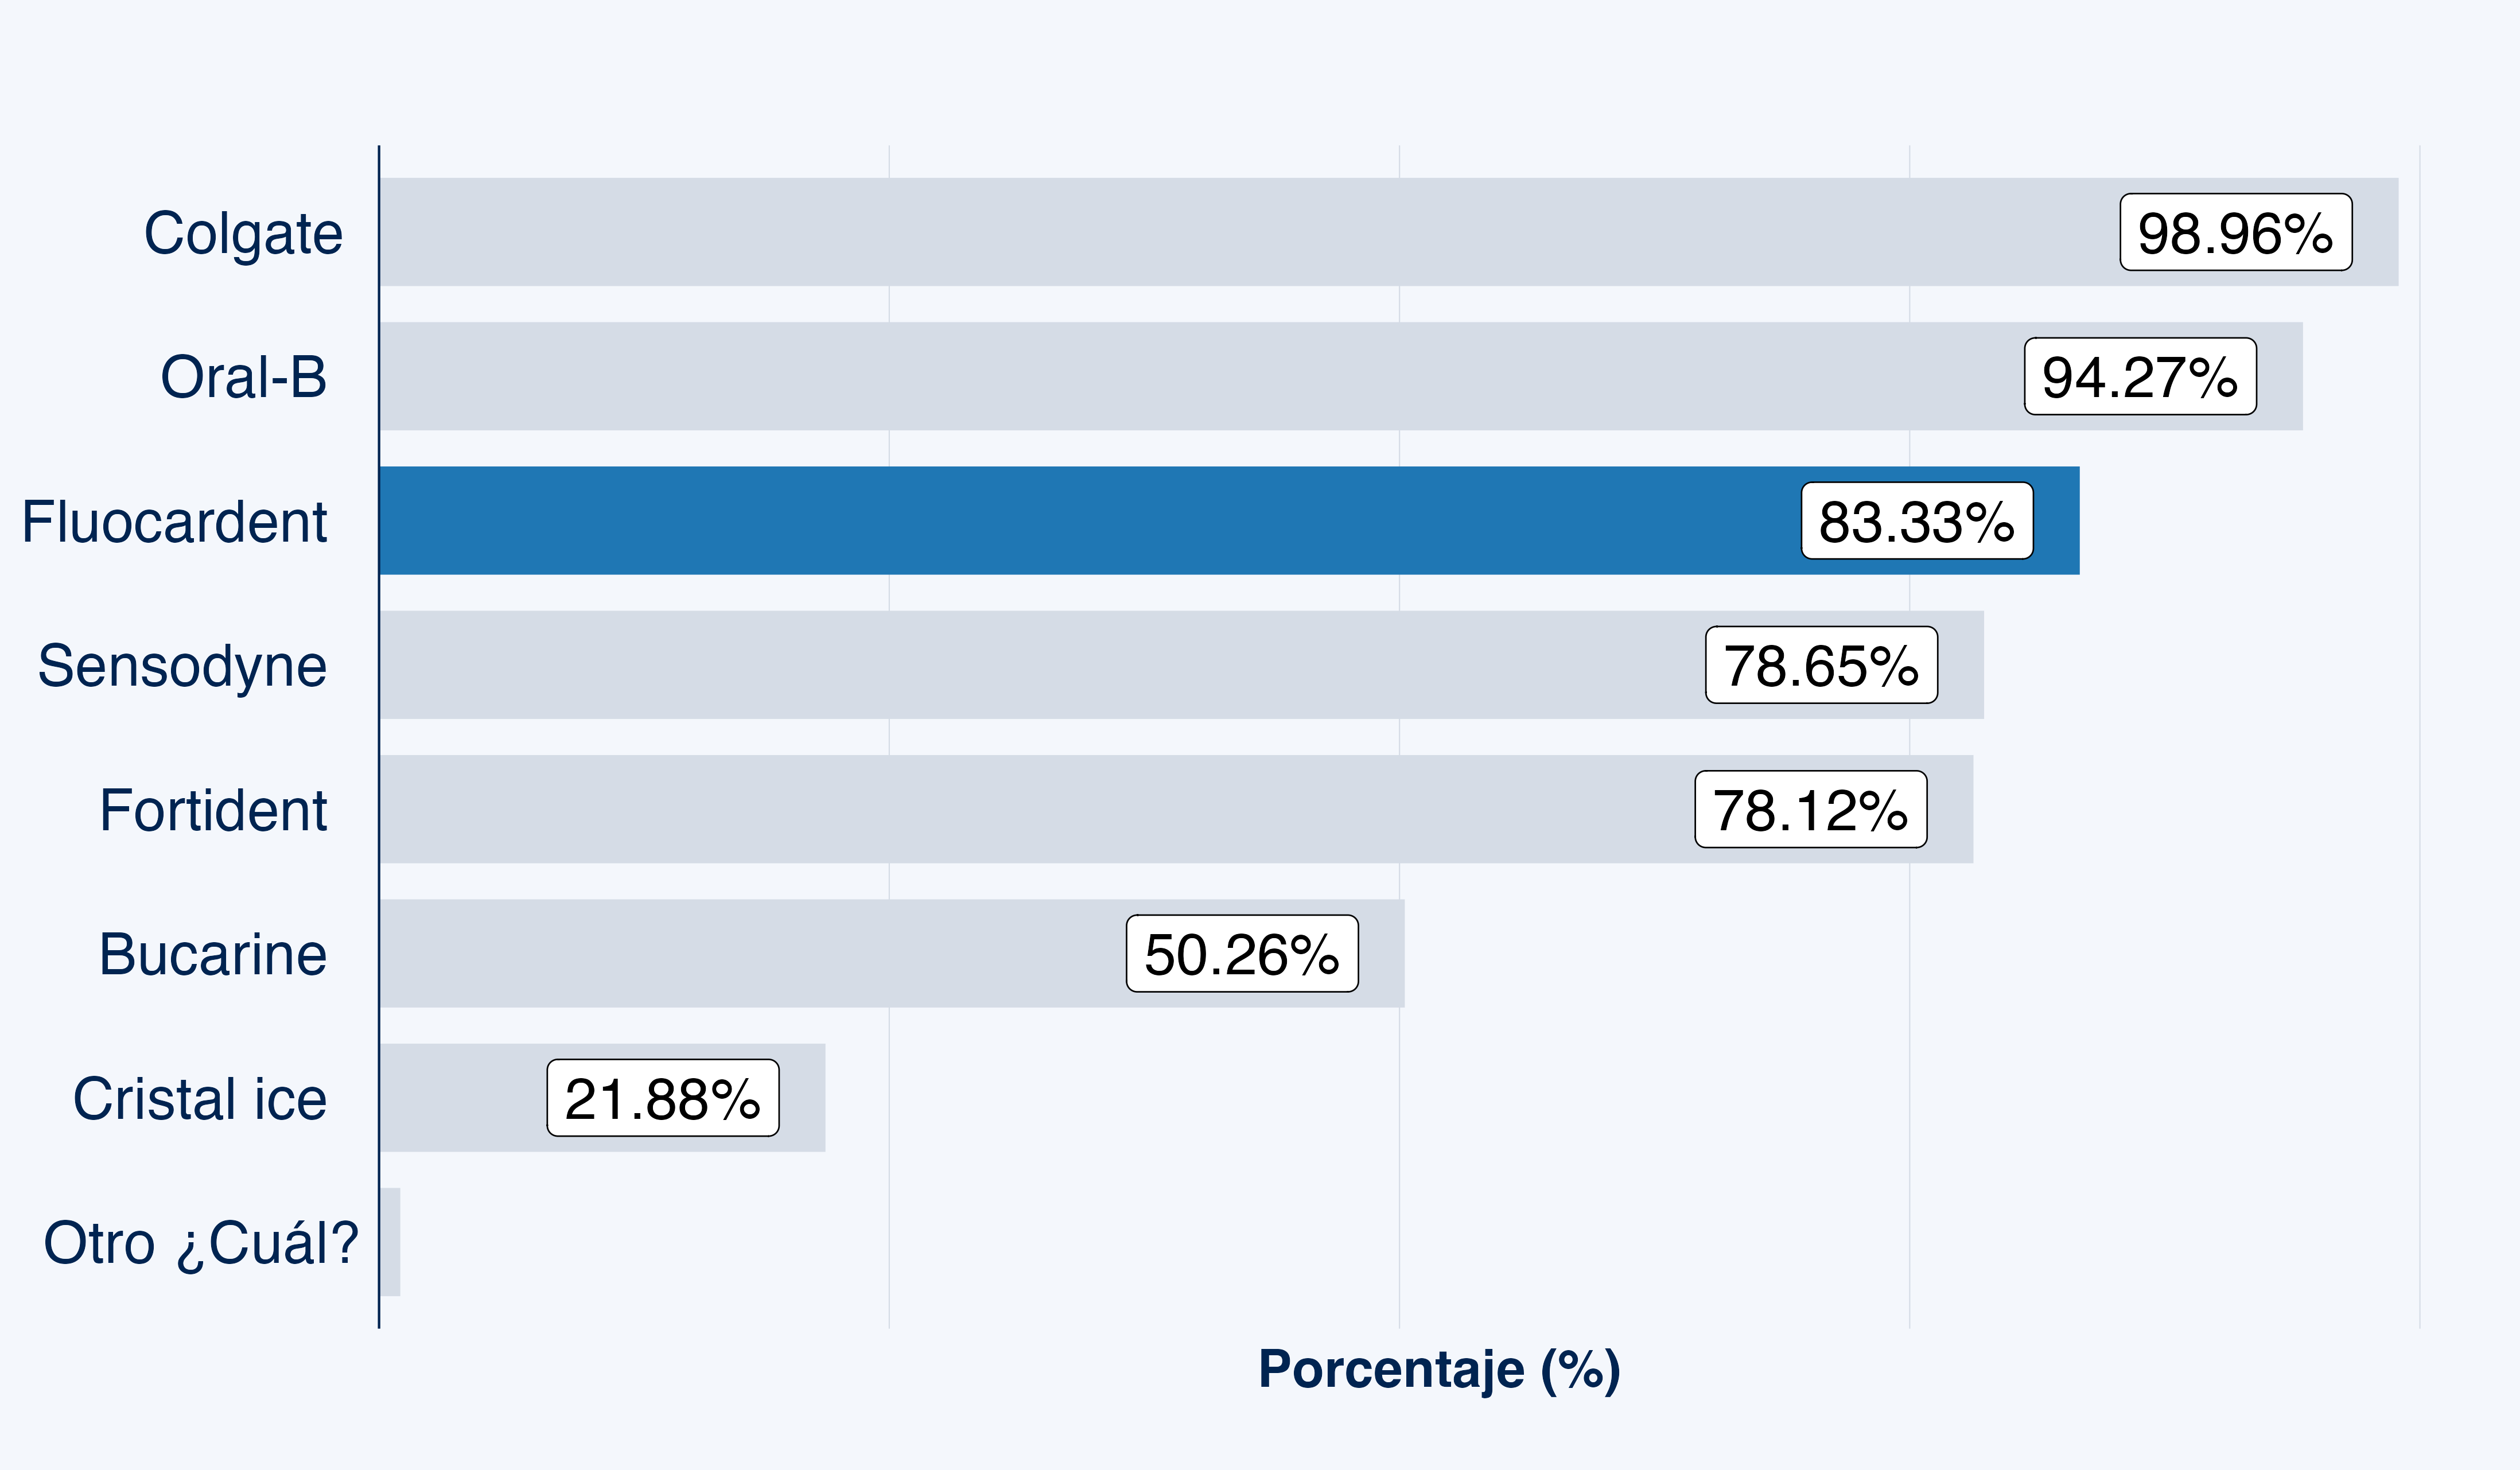 Colgate 98.96%
Oral-B 94.27%
Fluocardent 83.33%
Sensodyne 78.65%
Fortident 78.12%
Bucarine 50.26%
Cristal ice 21.88%
Otro ¿Cuál?
Porcentaje (%)